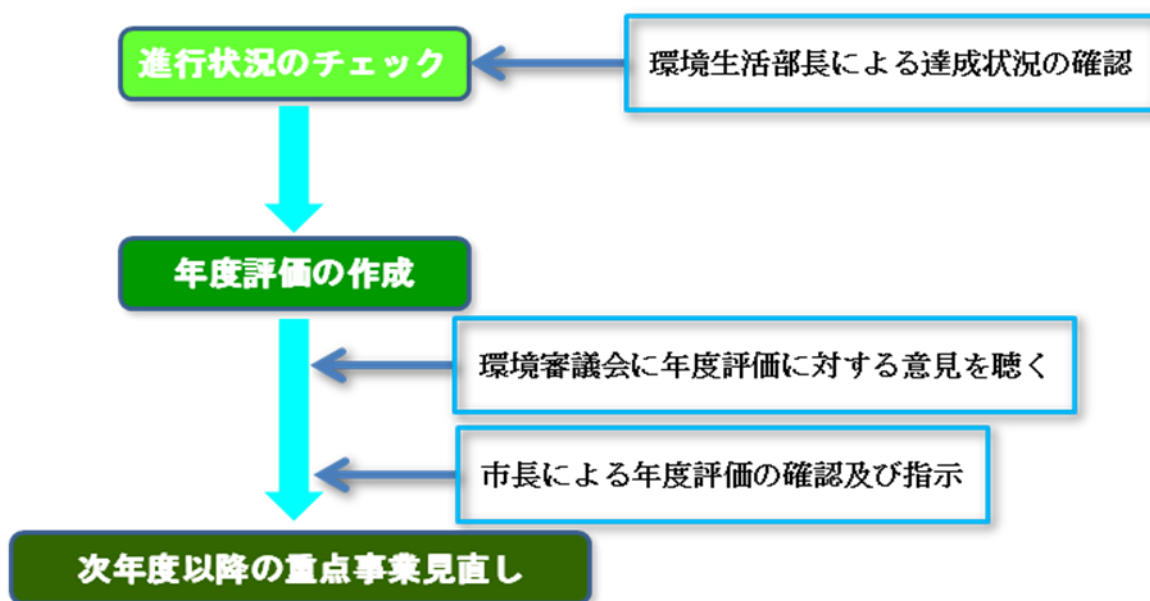 進行状況のチェック
環境生活部長による達成状況の確認
年度評価の作成
環境審議会に年度評価に対する意見を聴く
市長による年度評価の確認及び指示
次年度以降の重点事業見直し